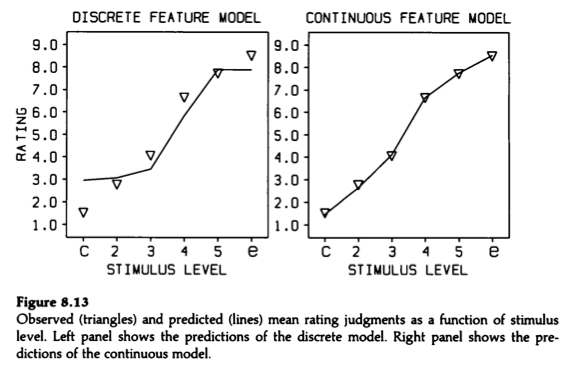 DISCRETE FEATURE MODEL
CONTINUOUS FEATURE MODEL
RATING
9.0
8.0
7.0
6.0
5.0
4.0
3.0
2.0
1.0
C 2 3 4 5 e
STIMULUS LEVEL
9.0
8.0
7.0
6.0
5.0
4.0
3.0
2.0
1.0
C 2 3 4 5 e
STIMULUS LEVEL
Figure 8.13
Observed (triangles) and predicted (lines) mean rating judgments as a function of stimulus
level. Left panel shows the predictions of the discrete model. Right panel shows the pre-
dictions of the continuous model.